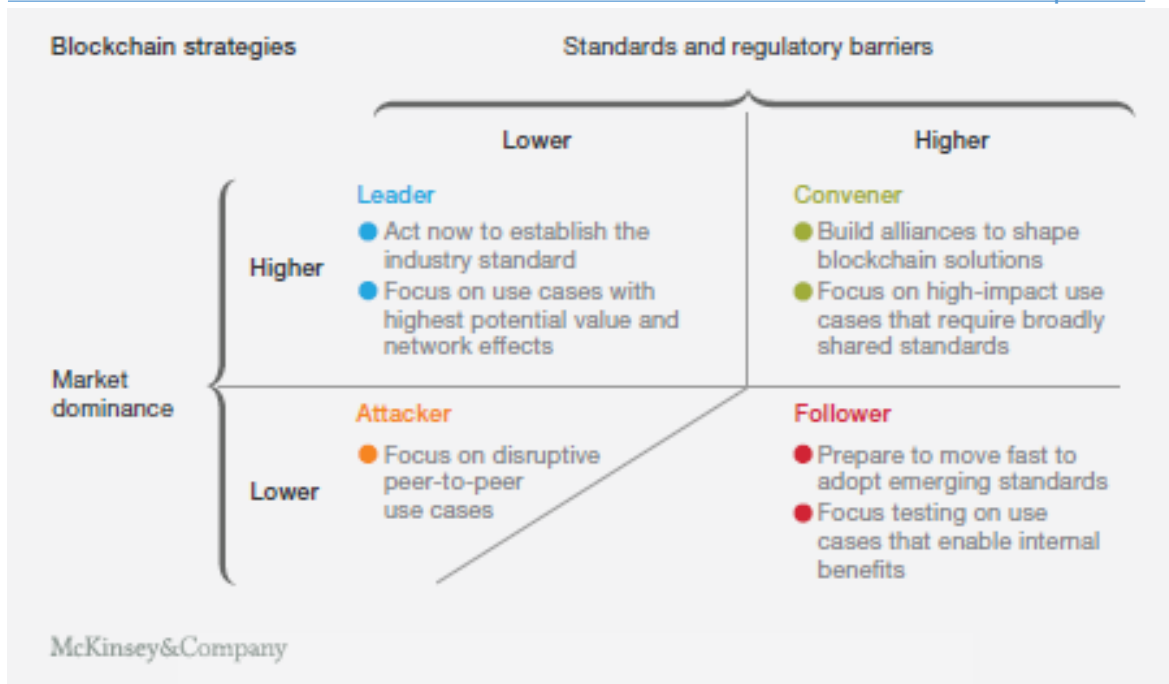 Blockchain strategies
Standards and regulatory barriers
Lower
Higher
Market
dominance
Higher
Leader
Act now to establish the
industry standard
Focus on use cases with
highest potential value and
network effects
Convener
Build alliances to shape
blockchain solutions
Focus on high-impact use
cases that require broadly
shared standards
Lower
Attacker
Focus on disruptive
peer-to-peer
use cases
Follower
Prepare to move fast to
adopt emerging standards
Focus testing on use
cases that enable internal
benefits
McKinsey&Company